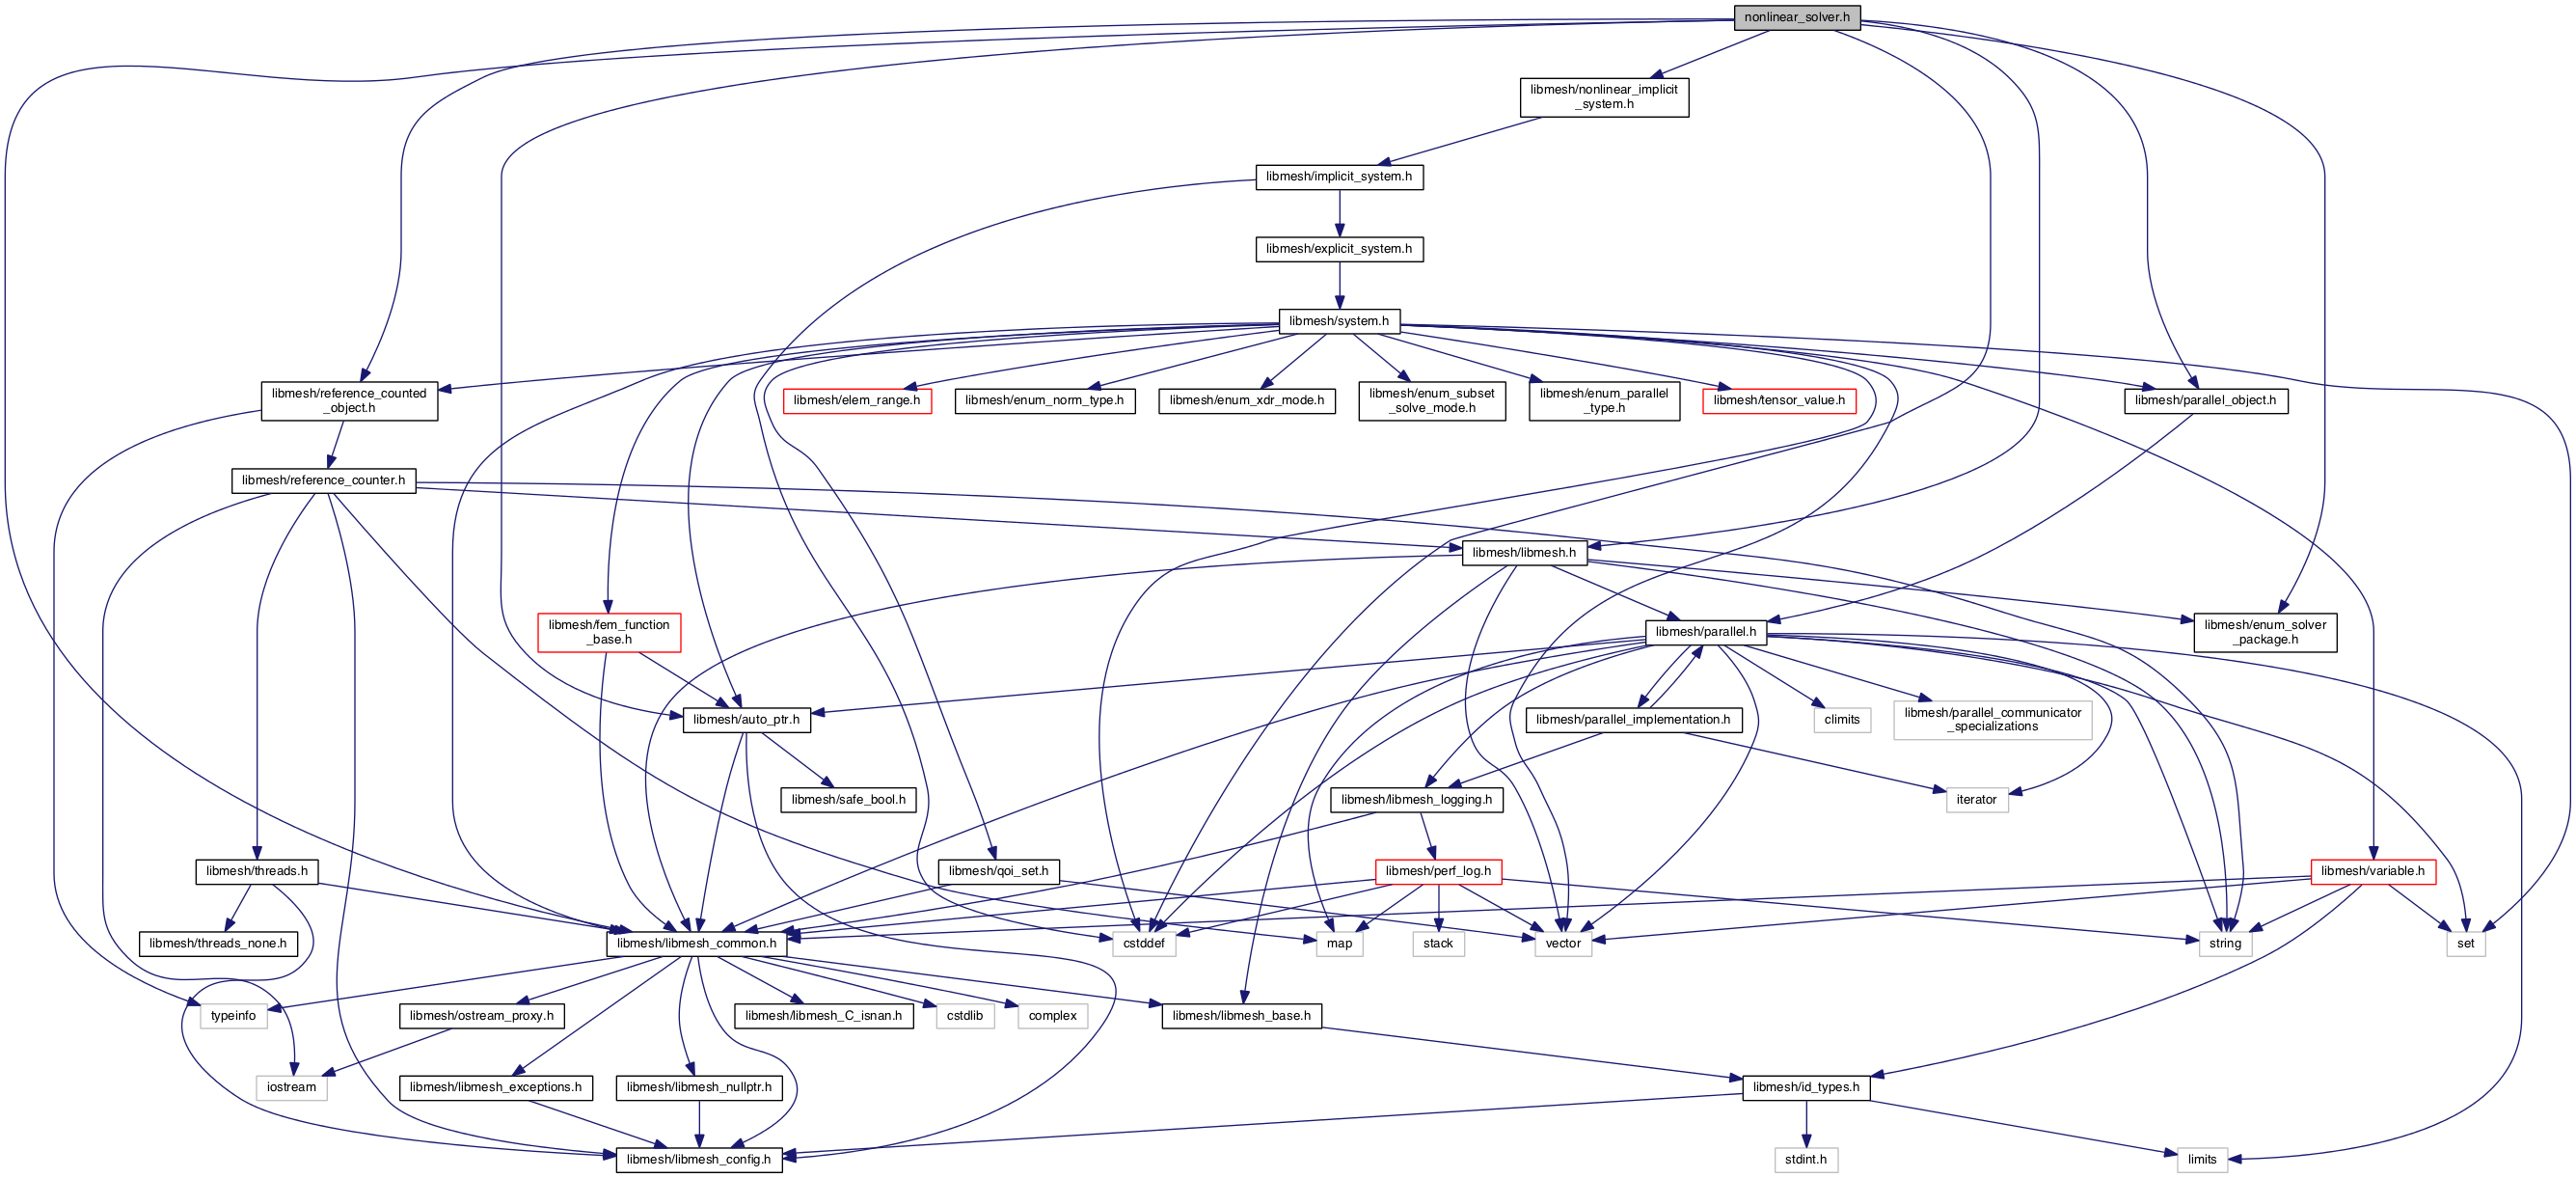 nonlinear_solver.h
libmesh/nonlinear_implicit
_system.h
libmesh/implicit_system.h
libmesh/explicit_system.h
libmesh/system.h
libmesh/reference_counted
_object.h
libmesh/elem_range.h
libmesh/enum_norm_type.h
libmesh/enum_xdr_mode.h
libmesh/enum_subset
_solve_mode.h
libmesh/enum_parallel
_type.h
libmesh/tensor_value.h
libmesh/parallel_object.h
libmesh/reference_counter.h
libmesh/libmesh.h
libmesh/fem_function
_base.h
libmesh/parallel.h
libmesh/enum_solver
_package.h
libmesh/auto_ptr.h
libmesh/parallel_implementation.h
climits
libmesh/parallel_communicator
_specializations
libmesh/safe_bool.h
libmesh/libmesh_logging.h
iterator
libmesh/threads.h
libmesh/qoi_set.h
libmesh/perf_log.h
libmesh/variable.h
libmesh/threads_none.h
libmesh/libmesh_common.h
cstddef
map
stack
vector
string
set
typeinfo
libmesh/ostream_proxy.h
libmesh/libmesh_C_isnan.h
cstdlib
complex
libmesh/libmesh_base.h
iostream
libmesh/libmesh_exceptions.h
libmesh/libmesh_nullptr.h
libmesh/id_types.h
libmesh/libmesh_config.h
stdint.h
limits